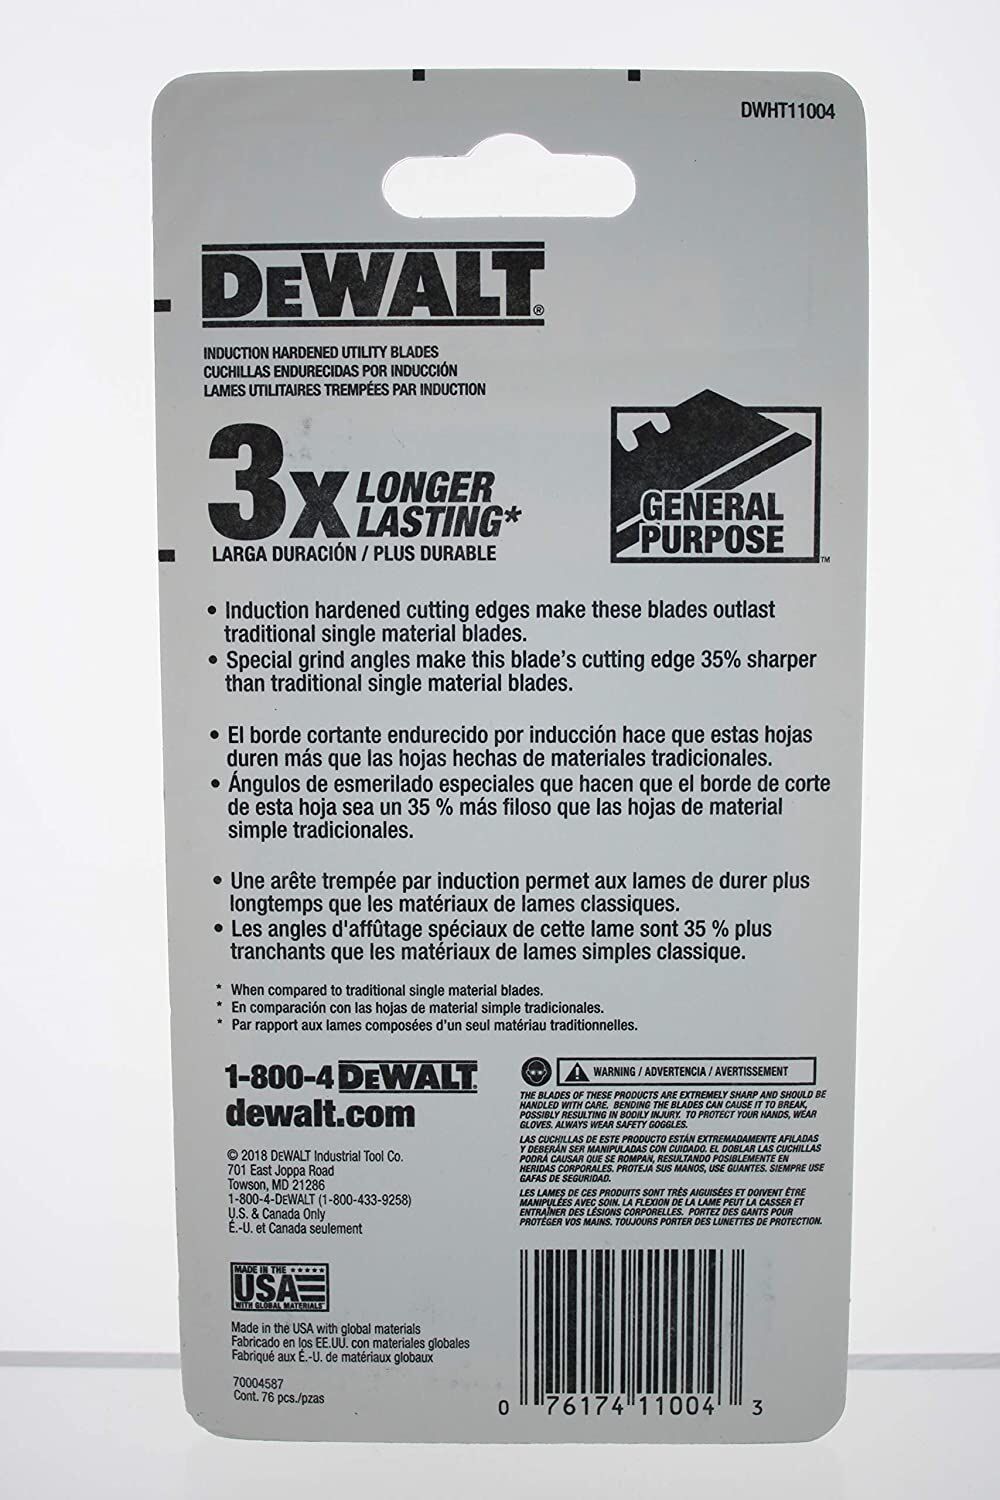 DWHT11004
DEWALT®
INDUCTION HARDENED UTILITY BLADES
CUCHILLAS ENDURECIDAS POR INDUCCIÓN
LAMES UTILITAIRES TREMPÉES PAR INDUCTION
3X LONGER
LASTING*
LARGA DURACIÓN / PLUS DURABLE
GENERAL
PURPOSE
™
• Induction hardened cutting edges make these blades outlast
traditional single material blades.
• Special grind angles make this blade's cutting edge 35% sharper
than traditional single material blades.
• El borde cortante endurecido por inducción hace que estas hojas
duren más que las hojas hechas de materiales tradicionales.
• Ángulos de esmerilado especiales que hacen que el borde de corte
de esta hoja sea un 35 % más filoso que las hojas de material
simple tradicionales.
• Une arête trempée par induction permet aux lames de durer plus
longtemps que les matériaux de lames classiques.
• Les angles d'affûtage spéciaux de cette lame sont 35 % plus
tranchants que les matériaux de lames simples classique.
* When compared to traditional single material blades.
* En comparación con las hojas de material simple tradicionales.
* Par rapport aux lames composées d'un seul matériau traditionnelles.
1-800-4 DEWALT
dewalt.com
© 2018 DEWALT Industrial Tool Co.
701 East Joppa Road
Towson, MD 21286
1-800-4-DEWALT (1-800-433-9258)
U.S. & Canada Only
É.-U. et Canada seulement
MADE IN THE
USA
WITH GLOBAL MATERIALS
Made in the USA with global materials
Fabricado en los EE.UU. con materiales globales
Fabriqué aux É.-U. de matériaux globaux
70004587
Cont. 76 pcs./pzas
WARNING / ADVERTENCIA / AVERTISSEMENT
THE BLADES OF THESE PRODUCTS ARE EXTREMELY SHARP AND SHOULD BE
HANDLED WITH CARE. BENDING THE BLADES CAN CAUSE IT TO BREAK,
POSSIBLY RESULTING IN BODILY INJURY. TO PROTECT YOUR HANDS, WEAR
GLOVES. ALWAYS WEAR SAFETY GOGGLES.
LAS CUCHILLAS DE ESTE PRODUCTO ESTÁN EXTREMADAMENTE AFILADAS
Y DEBERÁN SER MANIPULADAS CON CUIDADO. EL DOBLAR LAS CUCHILLAS
PODRÁ CAUSAR QUE SE ROMPAN, RESULTANDO POSIBLEMENTE EN
HERIDAS CORPORALES. PROTEJA SUS MANOS, USE GUANTES. SIEMPRE USE
GAFAS DE SEGURIDAD.
LES LAMES DE CES PRODUITS SONT TRÈS AIGUISÉES ET DOIVENT ÊTRE
MANIPULÉES AVEC SOIN. LA FLEXION DE LA LAME PEUT LA CASSER ET
ENTRAÎNER DES LÉSIONS CORPORELLES. PORTEZ DES GANTS POUR
PROTÉGER VOS MAINS. TOUJOURS PORTER DES LUNETTES DE PROTECTION.
0 76174 11004 3